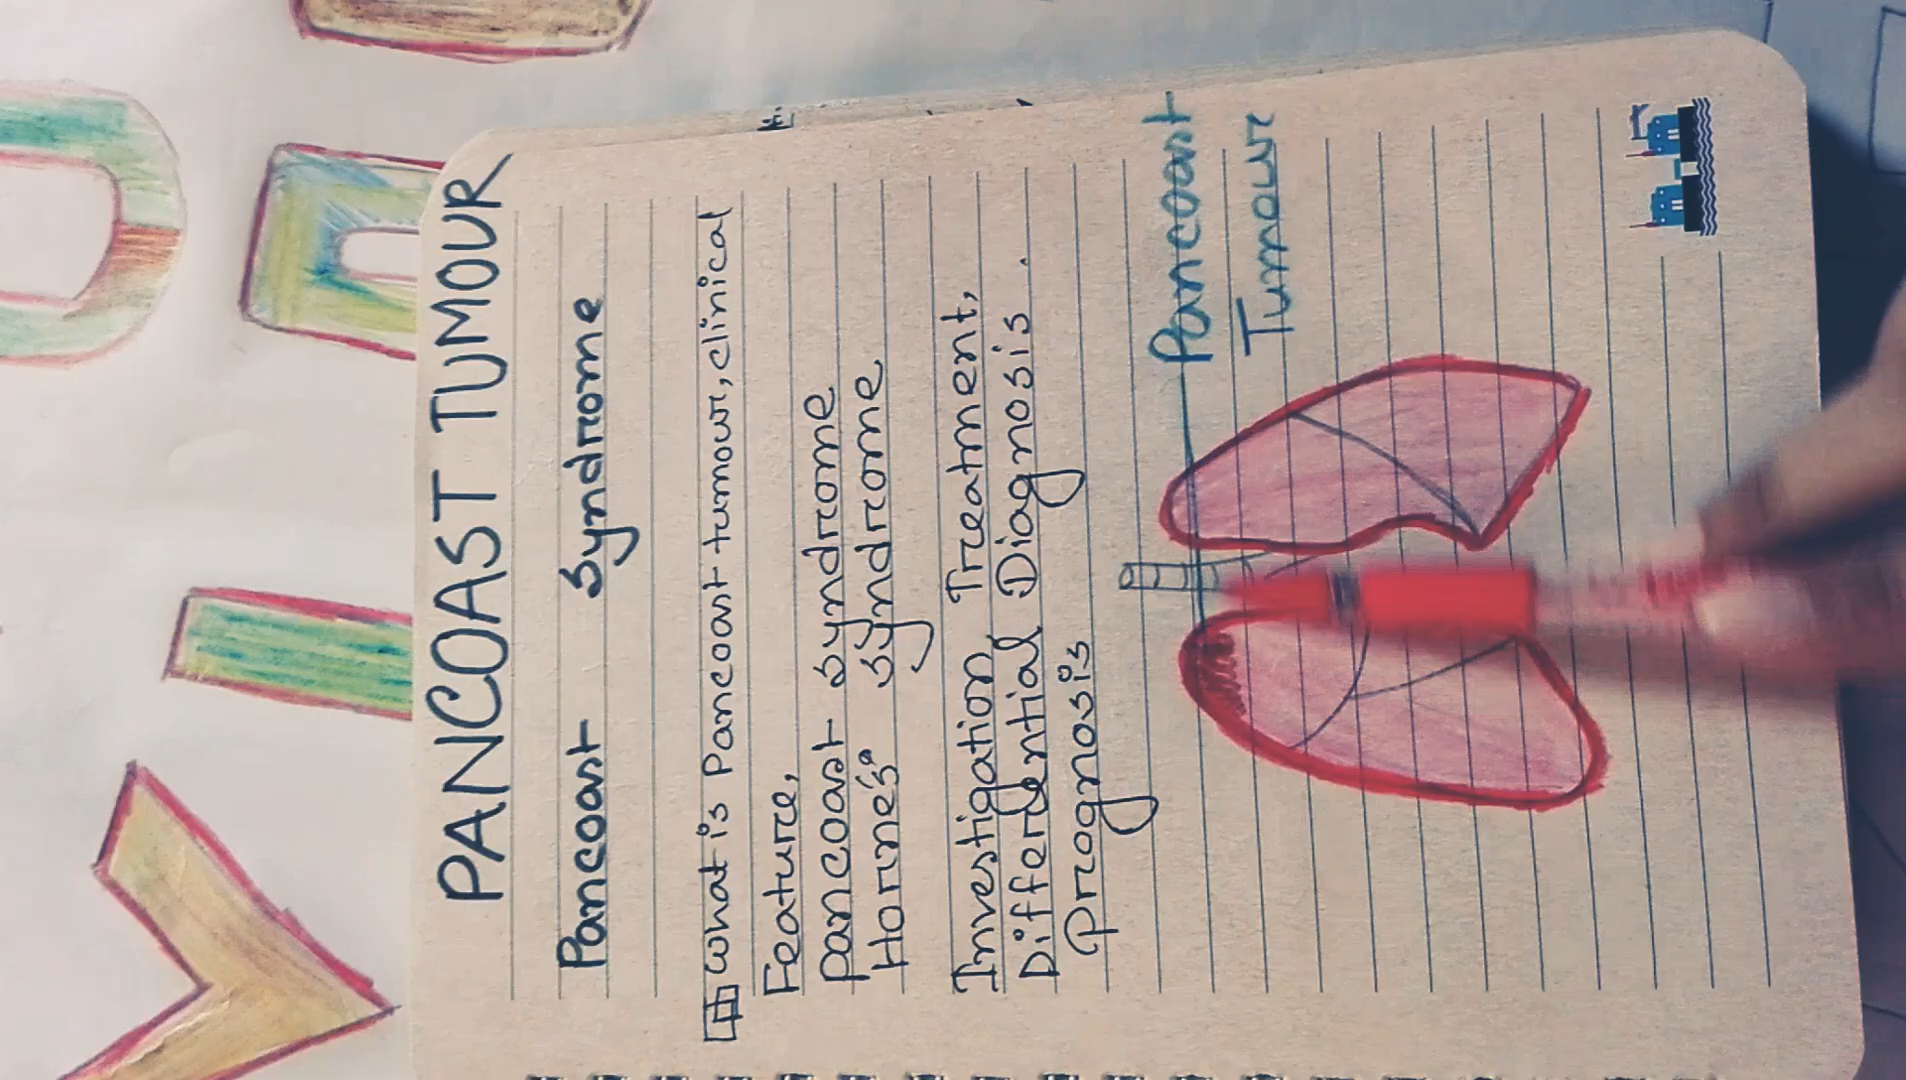 PANCOAST TUMOUR
Pancoast Syndrome
What is Pancoast tumour, clinical
Feature,
pancoast syndrome
Horne's syndrome
Investigation Treatment,
Differential Diagnosis.
Prognosis
Pancoast
Tumour